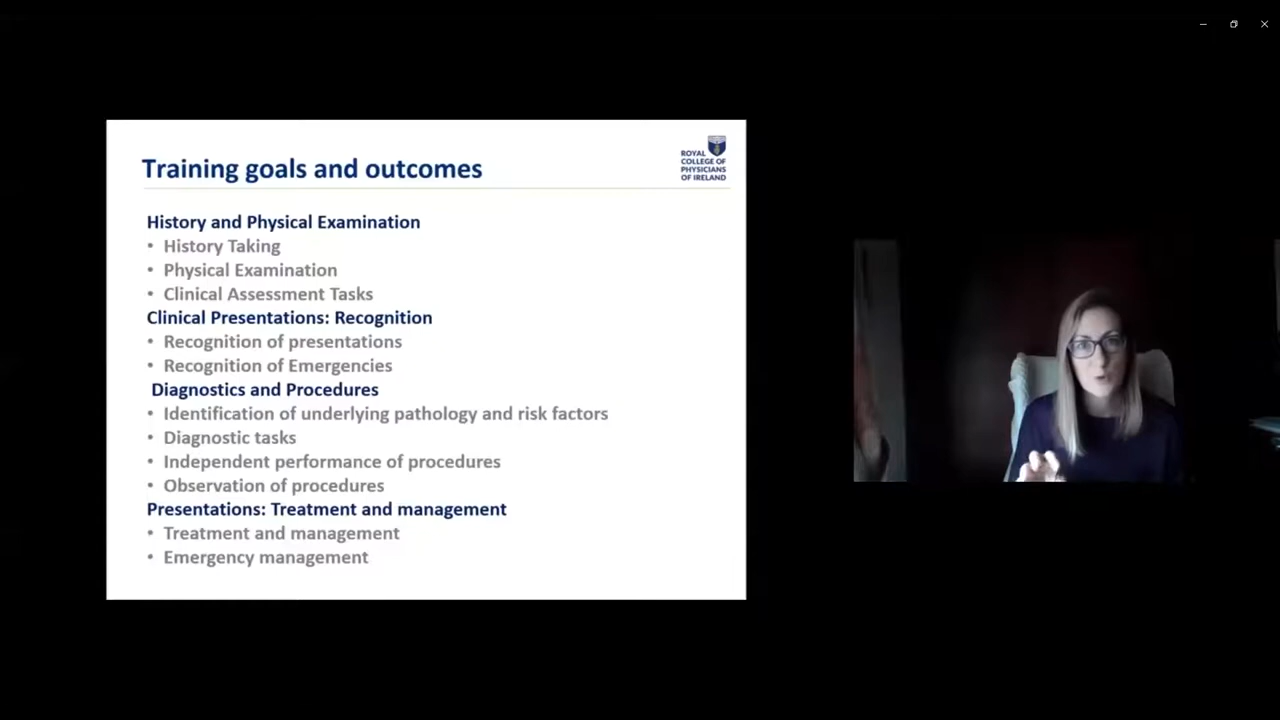 Training goals and outcomes
ROYAL
COLLEGE OF
PHYSICIANS
OF IRELAND
History and Physical Examination
• History Taking
• Physical Examination
• Clinical Assessment Tasks
Clinical Presentations: Recognition
• Recognition of presentations
• Recognition of Emergencies
Diagnostics and Procedures
• Identification of underlying pathology and risk factors
• Diagnostic tasks
• Independent performance of procedures
• Observation of procedures
Presentations: Treatment and management
• Treatment and management
• Emergency management